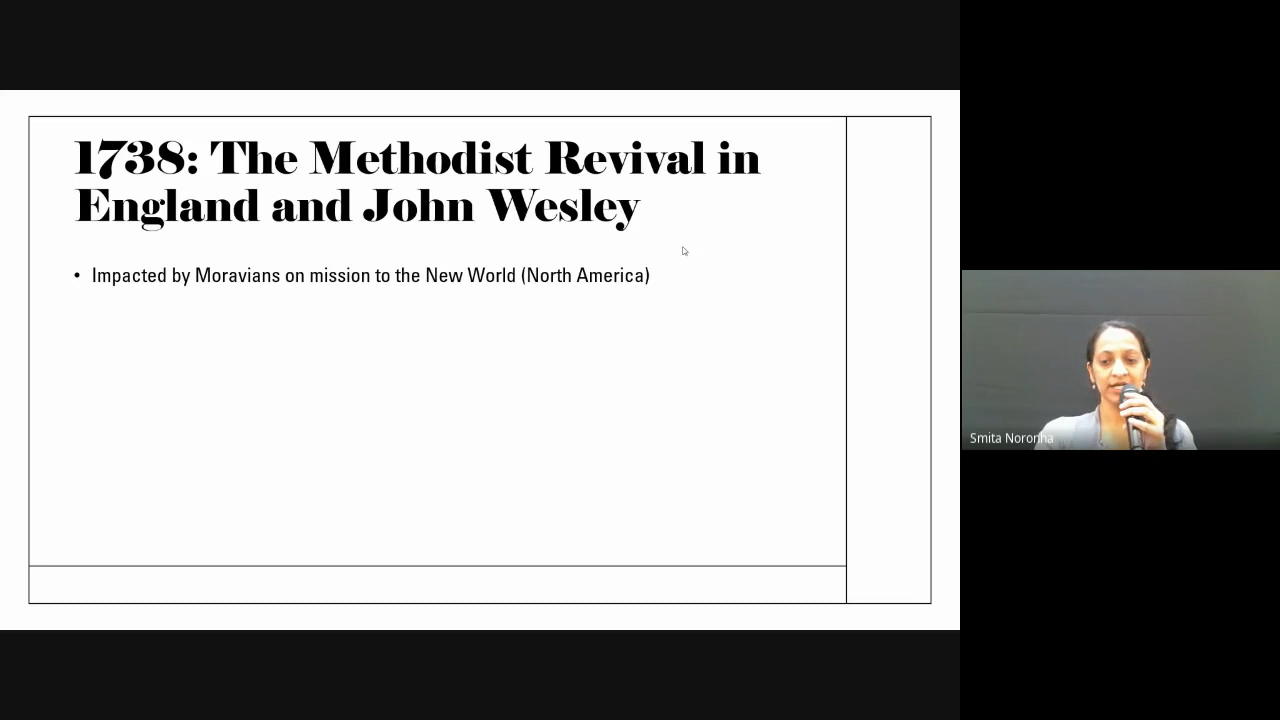 1738: The Methodist Revival in
England and John Wesley
• Impacted by Moravians on mission to the New World (North America)
Smita Noronha